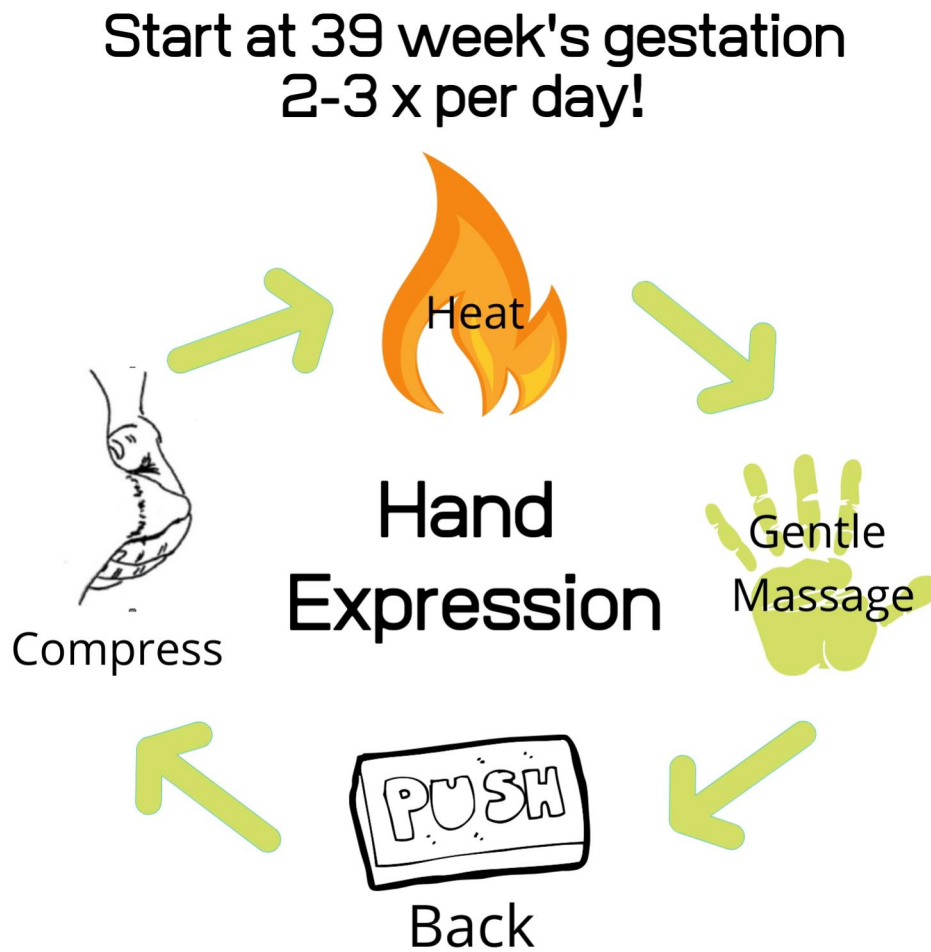 Start at 39 week's gestation
2-3 x per day!
Heat
Gentle
Massage
Hand
Expression
Compress
PUSH
Back